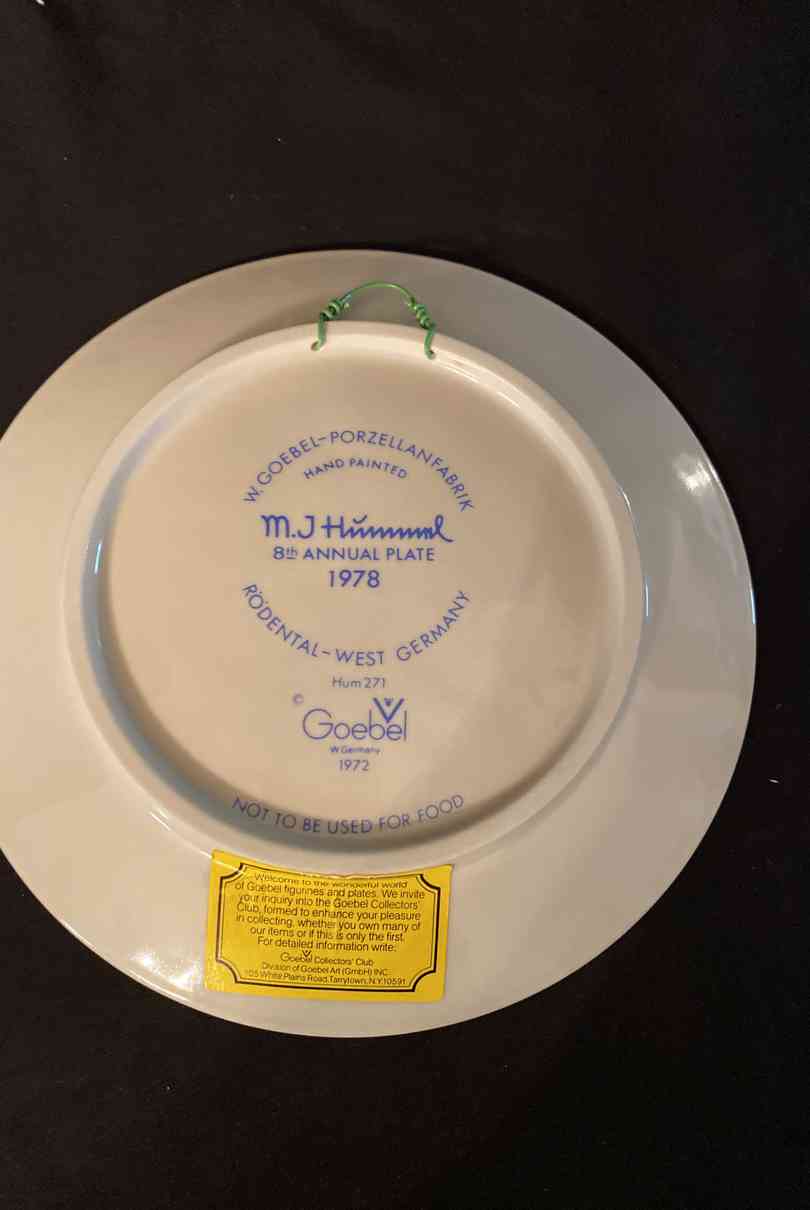 W. GOEBEL-PORZELLANFABRIK
HAND PAINTED
M.J Hummel
8th ANNUAL PLATE
1978
RÖDENTAL-WEST GERMANY
Hum 271
© Goebel
W. Germany
1972
NOT TO BE USED FOR FOOD
Welcome to the wonderful world
of Goebel figurines and plates. We invite
your inquiry into the Goebel Collectors'
Club, formed to enhance your pleasure
in collecting, whether you own many of
our items or if this is only the first.
For detailed information write:
Goebel Collectors' Club
Division of Goebel Art (GmbH) INC.
105 White Plains Road, Tarrytown, N.Y. 10591